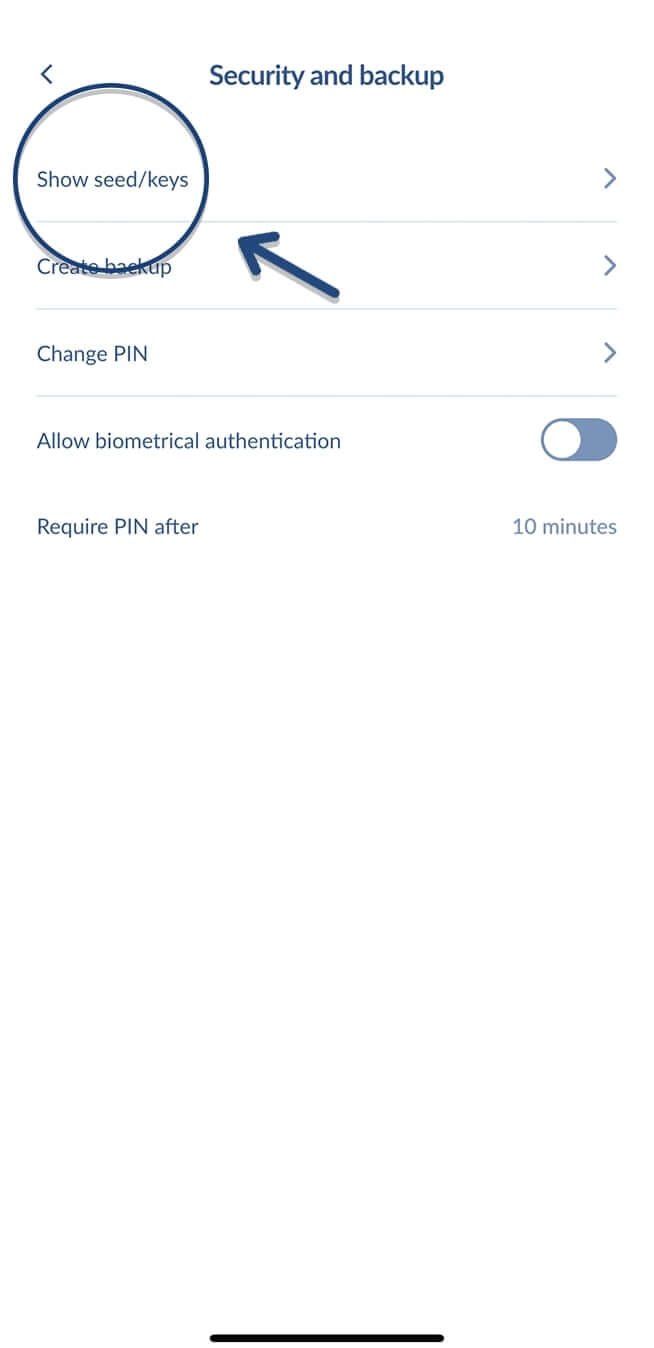 Security and backup
Show seed/keys
Create backup
Change PIN
Allow biometrical authentication
Require PIN after 10 minutes